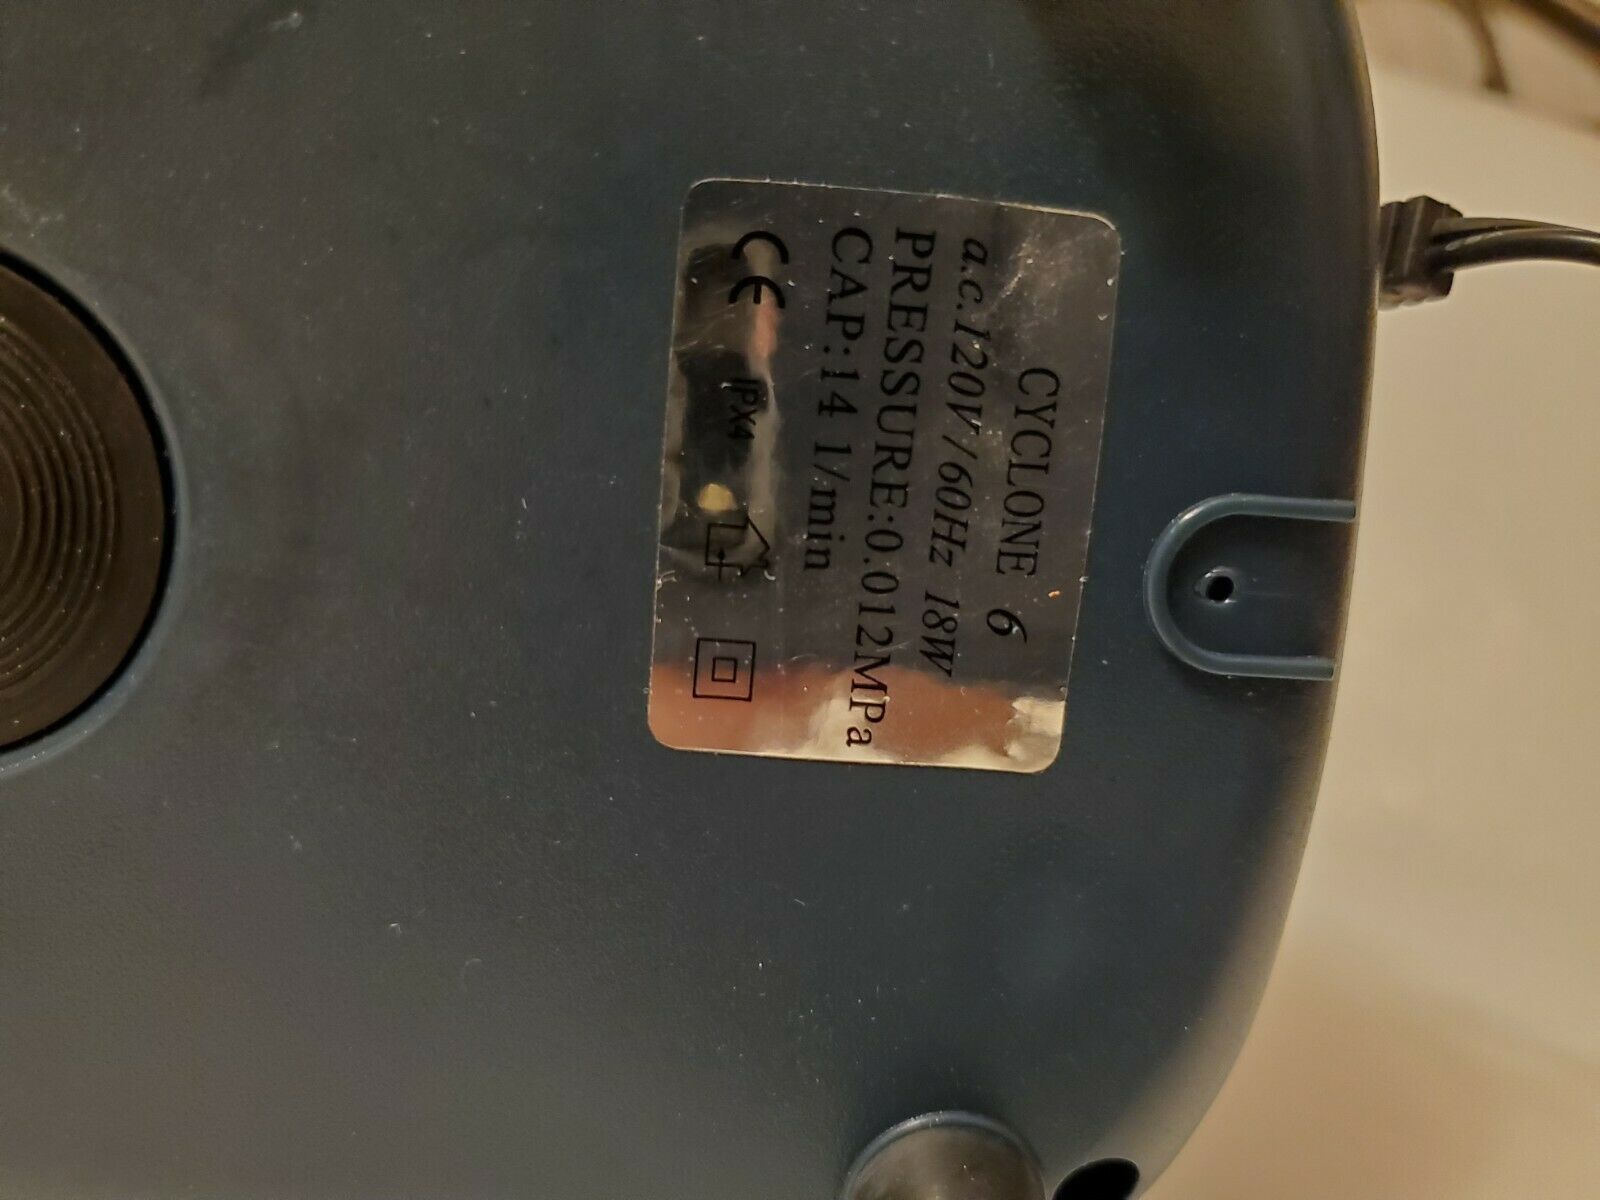 CYCLONE 6
a.c.120V/60Hz 18W
PRESSURE:0.012MPa
CAP:14 l/min
CE IPX4